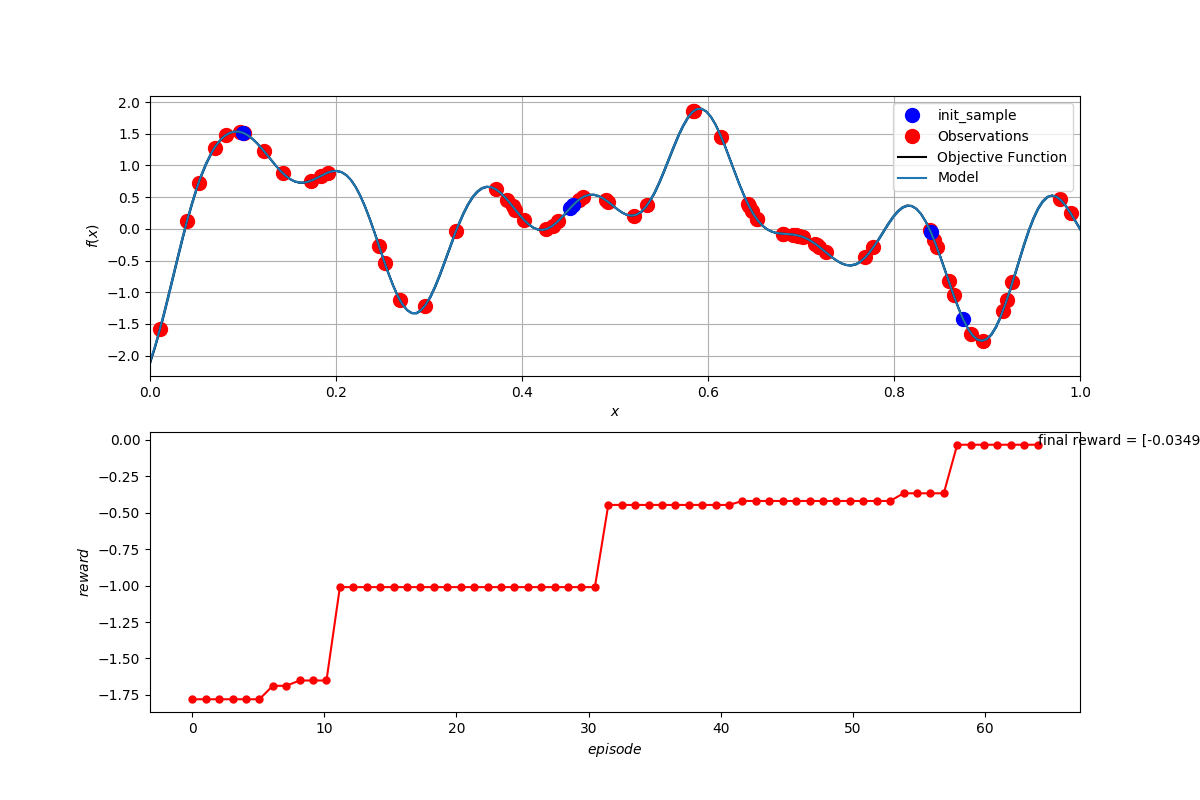 2.0
1.5
1.0
0.5
0.0
−0.5
−1.0
−1.5
−2.0
f(x)
init_sample
Observations
Objective Function
Model
0.0 0.2 0.4 0.6 0.8 1.0
x
0.00
−0.25
−0.50
−0.75
−1.00
−1.25
−1.50
−1.75
reward
final reward = [-0.0349
0 10 20 30 40 50 60
episode